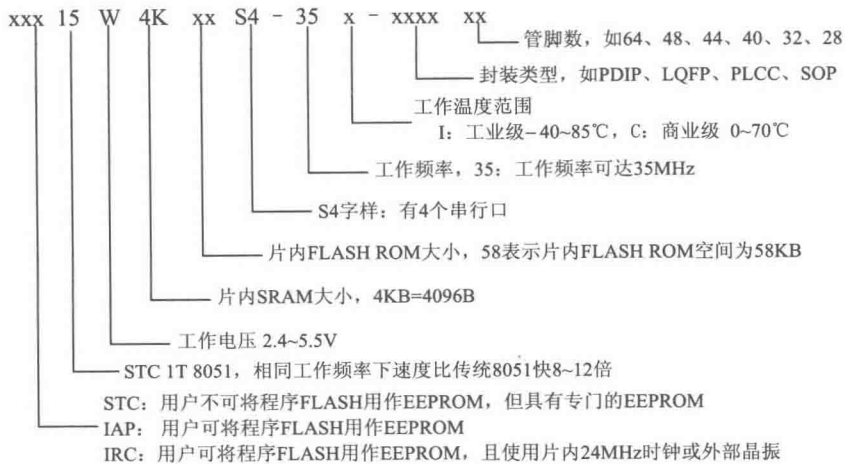 xxx 15 W 4K xx S4 - 35 x - xxxx xx
管脚数，如64、48、44、40、32、28
封装类型，如PDIP、LQFP、PLCC、SOP
工作温度范围
I：工业级-40~85℃，C：商业级 0~70℃
工作频率，35：工作频率可达35MHz
S4字样：有4个串行口
片内FLASH ROM大小，58表示片内FLASH ROM空间为58KB
片内SRAM大小，4KB=4096B
工作电压 2.4~5.5V
STC 1T 8051，相同工作频率下速度比传统8051快8~12倍
STC：用户不可将程序FLASH用作EEPROM，但具有专门的EEPROM
IAP： 用户可将程序FLASH用作EEPROM
IRC：用户可将程序FLASH用作EEPROM，且使用片内24MHz时钟或外部晶振